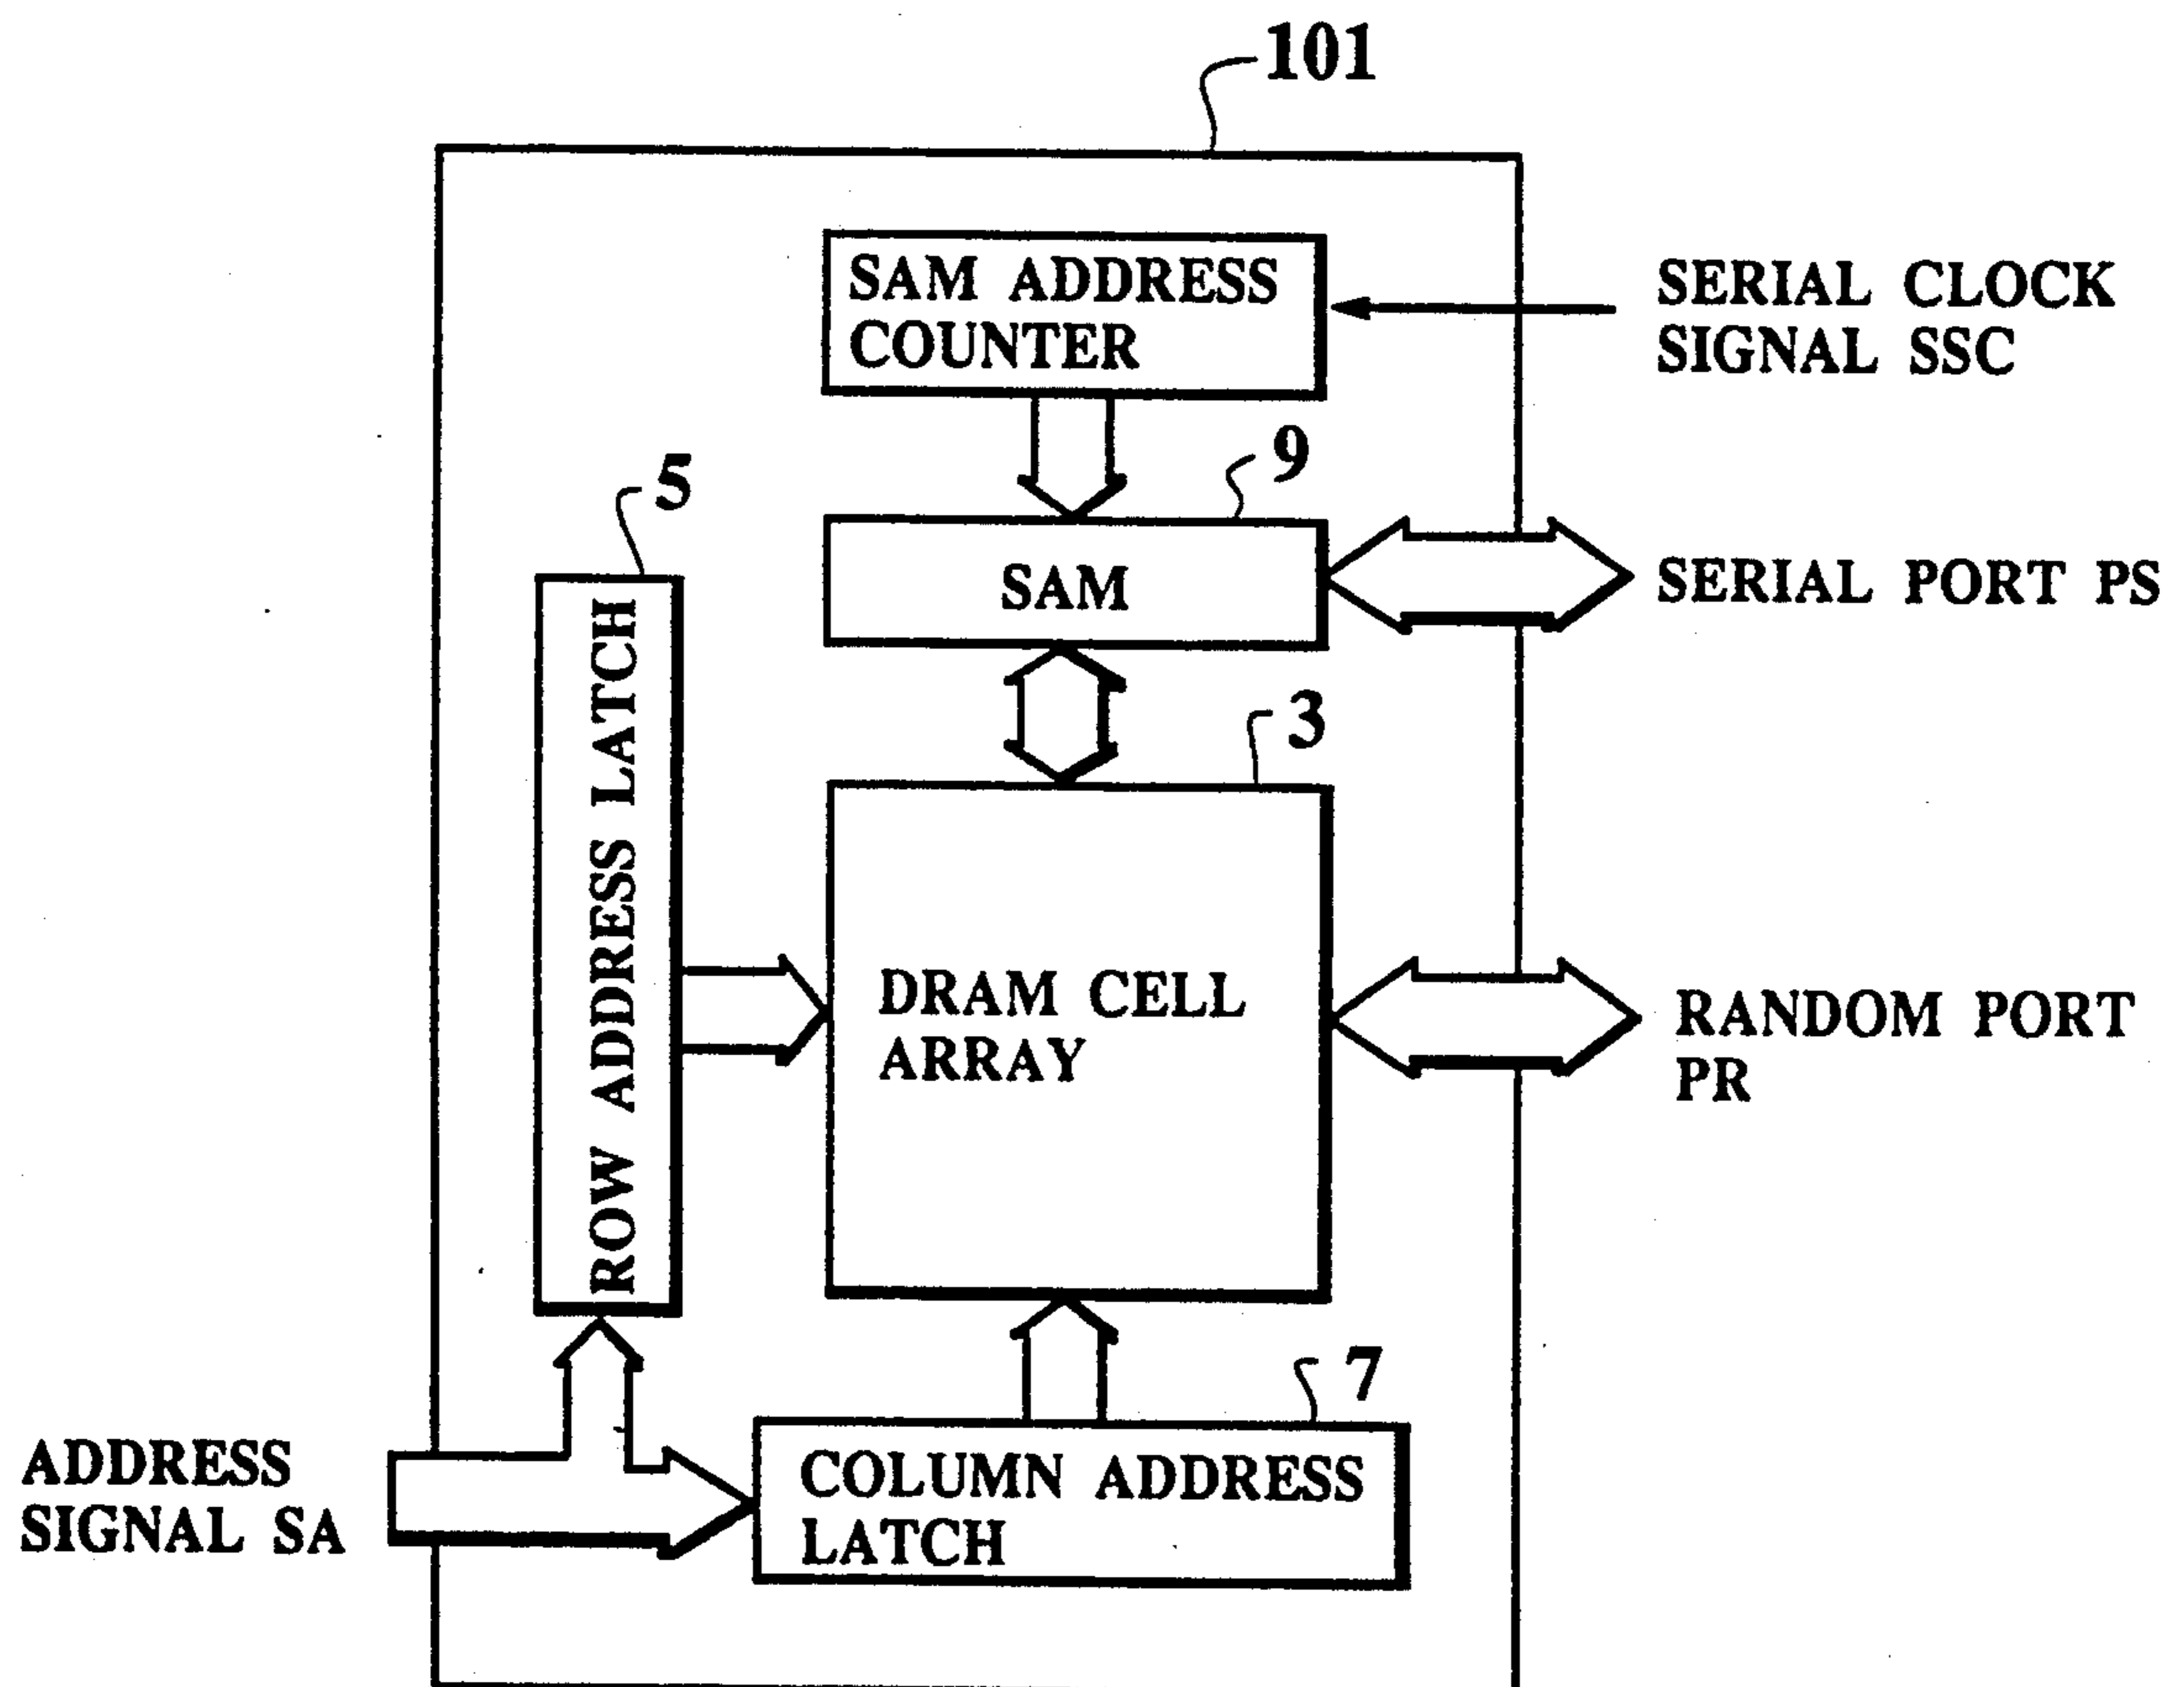 101
SAM ADDRESS
COUNTER
SERIAL CLOCK
SIGNAL SSC
9
5
SAM
SERIAL PORT PS
3
ROW ADDRESS LATCH
DRAM CELL
ARRAY
RANDOM PORT
PR
7
COLUMN ADDRESS
LATCH
ADDRESS
SIGNAL SA